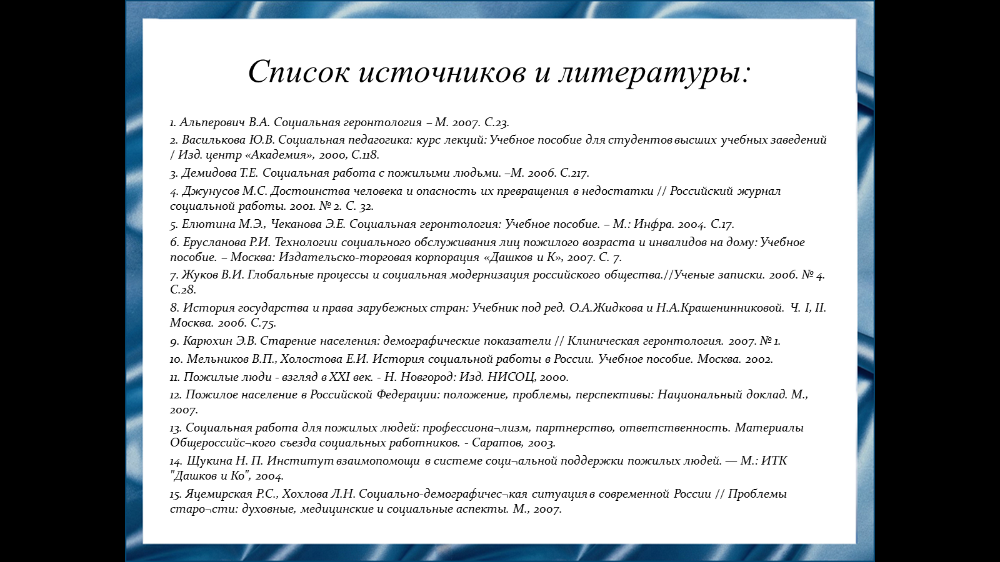 Список источников и литературы:
1. Альперович В.А. Социальная геронтология – М. 2007. С.23.
2. Василькова Ю.В. Социальная педагогика: курс лекций: Учебное пособие для студентов высших учебных заведений
/ Изд. центр «Академия», 2000, С.118.
3. Демидова Т.Е. Социальная работа с пожилыми людьми. –М. 2006. С.217.
4. Джунусов М.С. Достоинства человека и опасность их превращения в недостатки // Российский журнал
социальной работы. 2001. № 2. С. 32.
5. Елютина М.Э., Чеканова Э.Е. Социальная геронтология: Учебное пособие. – М.: Инфра. 2004. С.17.
6. Ерусланова Р.И. Технологии социального обслуживания лиц пожилого возраста и инвалидов на дому: Учебное
пособие. – Москва: Издательско-торговая корпорация «Дашков и К», 2007. С. 7.
7. Жуков В.И. Глобальные процессы и социальная модернизация российского общества.//Ученые записки. 2006. № 4.
С.28.
8. История государства и права зарубежных стран: Учебник под ред. О.А.Жидкова и Н.А.Крашенинниковой. Ч. I, II.
Москва. 2006. С.75.
9. Карюхин Э.В. Старение населения: демографические показатели // Клиническая геронтология. 2007. № 1.
10. Мельников В.П., Холостова Е.И. История социальной работы в России. Учебное пособие. Москва. 2002.
11. Пожилые люди - взгляд в XXI век. - Н. Новгород: Изд. НИСОЦ, 2000.
12. Пожилое население в Российской Федерации: положение, проблемы, перспективы: Национальный доклад. М.,
2007.
13. Социальная работа для пожилых людей: профессиона¬лизм, партнерство, ответственность. Материалы
Общероссийс¬кого съезда социальных работников. - Саратов, 2003.
14. Щукина Н. П. Институт взаимопомощи в системе соци¬альной поддержки пожилых людей. — М.: ИТК
"Дашков и Ко", 2004.
15. Яцемирская Р.С., Хохлова Л.Н. Социально-демографичес¬кая ситуация в современной России // Проблемы
старо¬сти: духовные, медицинские и социальные аспекты. М., 2007.